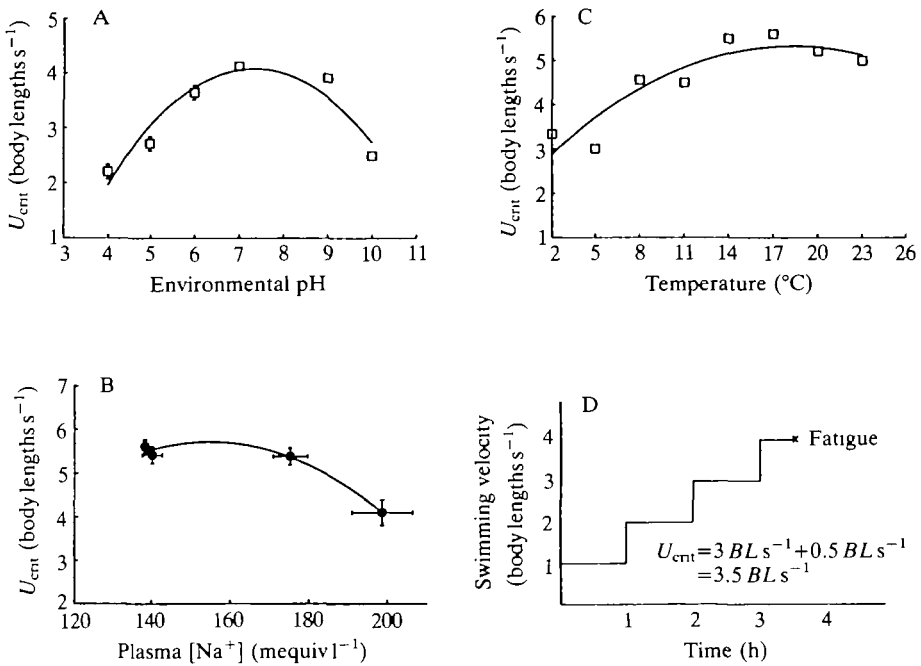 A
U_crit (body lengths s⁻¹)
5
4
3
2
1
3 4 5 6 7 8 9 10 11
Environmental pH
C
U_crit (body lengths s⁻¹)
6
5
4
3
2
1
2 5 8 11 14 17 20 23 26
Temperature (°C)
B
U_crit (body lengths s⁻¹)
7
6
5
4
3
2
120 140 160 180 200
Plasma [Na⁺] (mequiv l⁻¹)
D
Swimming velocity
(body lengths s⁻¹)
4
3
2
1
Fatigue
U_crit=3 BL s⁻¹+0.5 BL s⁻¹
=3.5 BL s⁻¹
1 2 3 4
Time (h)